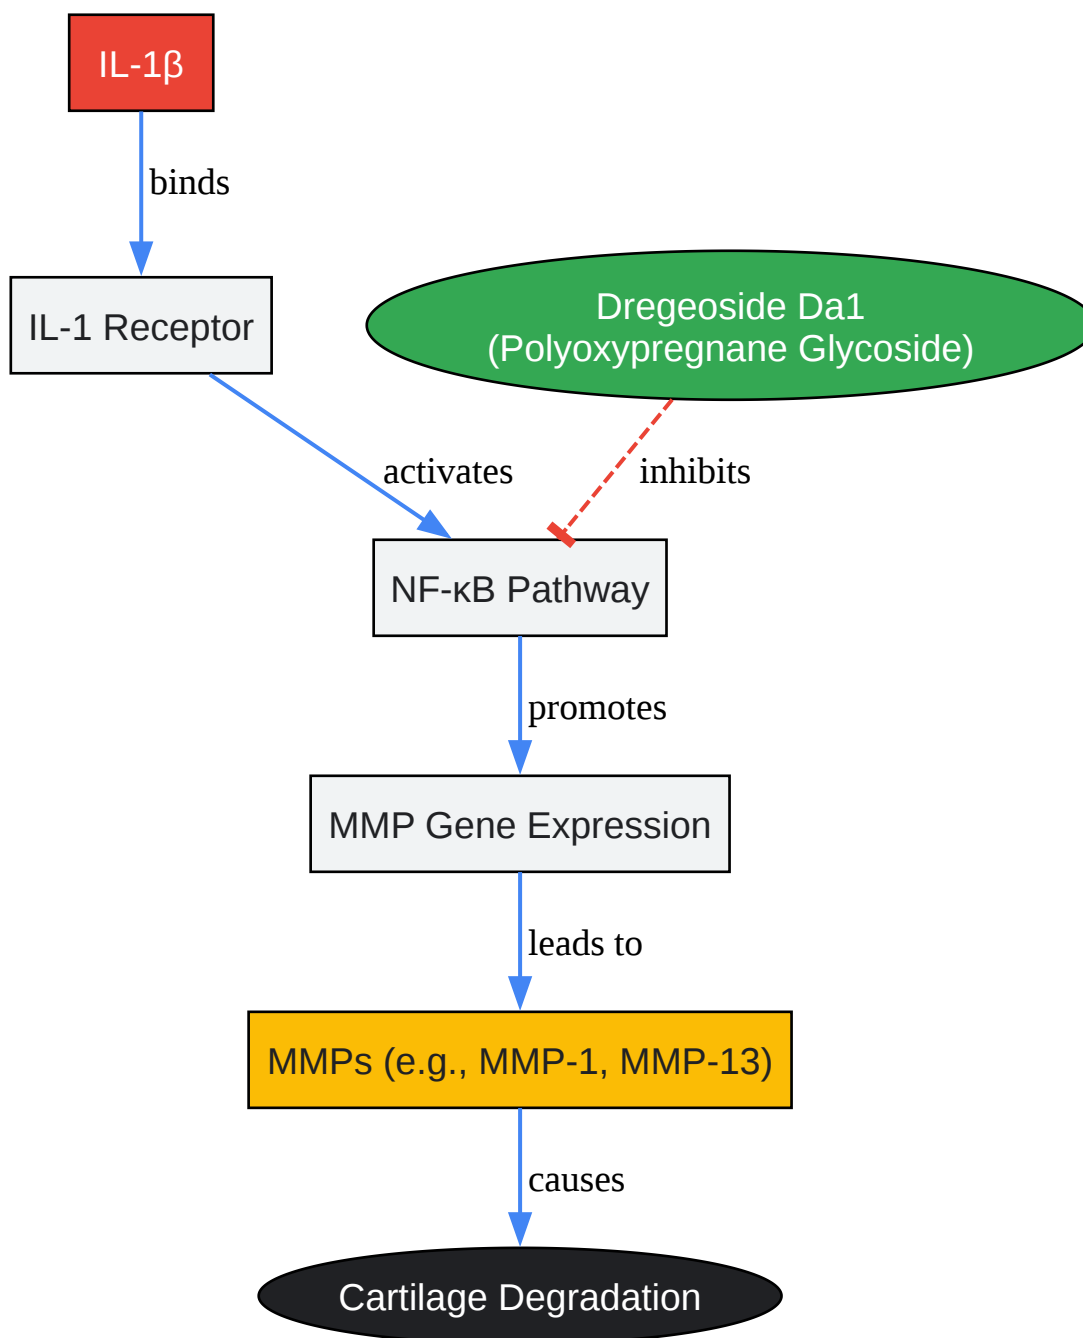 IL-1β
binds
IL-1 Receptor
Dregeoside Da1
(Polyoxypregnane Glycoside)
activates
inhibits
NF-κB Pathway
promotes
MMP Gene Expression
leads to
MMPs (e.g., MMP-1, MMP-13)
causes
Cartilage Degradation